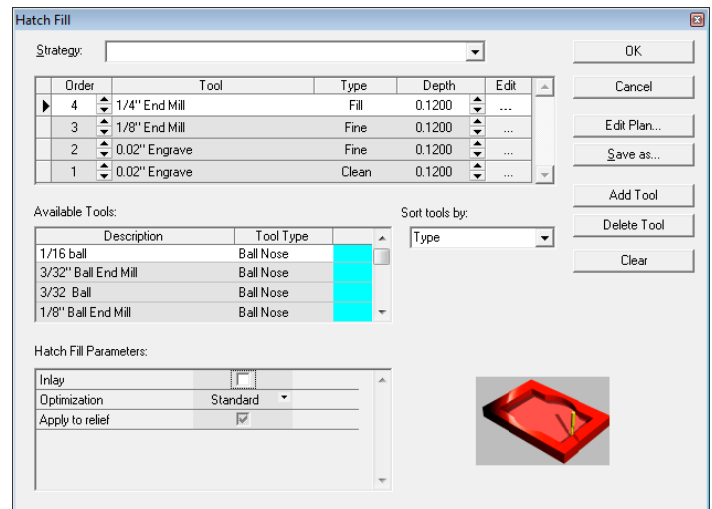 Hatch Fill
Strategy:
OK
Order Tool Type Depth Edit
Cancel
4 1/4" End Mill Fill 0.1200 ...
3 1/8" End Mill Fine 0.1200 ...
Edit Plan...
2 0.02" Engrave Fine 0.1200 ...
Save as...
1 0.02" Engrave Clean 0.1200 ...
Add Tool
Available Tools:
Sort tools by:
Delete Tool
Description Tool Type
Type
1/16 ball Ball Nose
Clear
3/32" Ball End Mill Ball Nose
3/32 Ball Ball Nose
1/8" Ball End Mill Ball Nose
Hatch Fill Parameters:
Inlay
Optimization Standard
Apply to relief